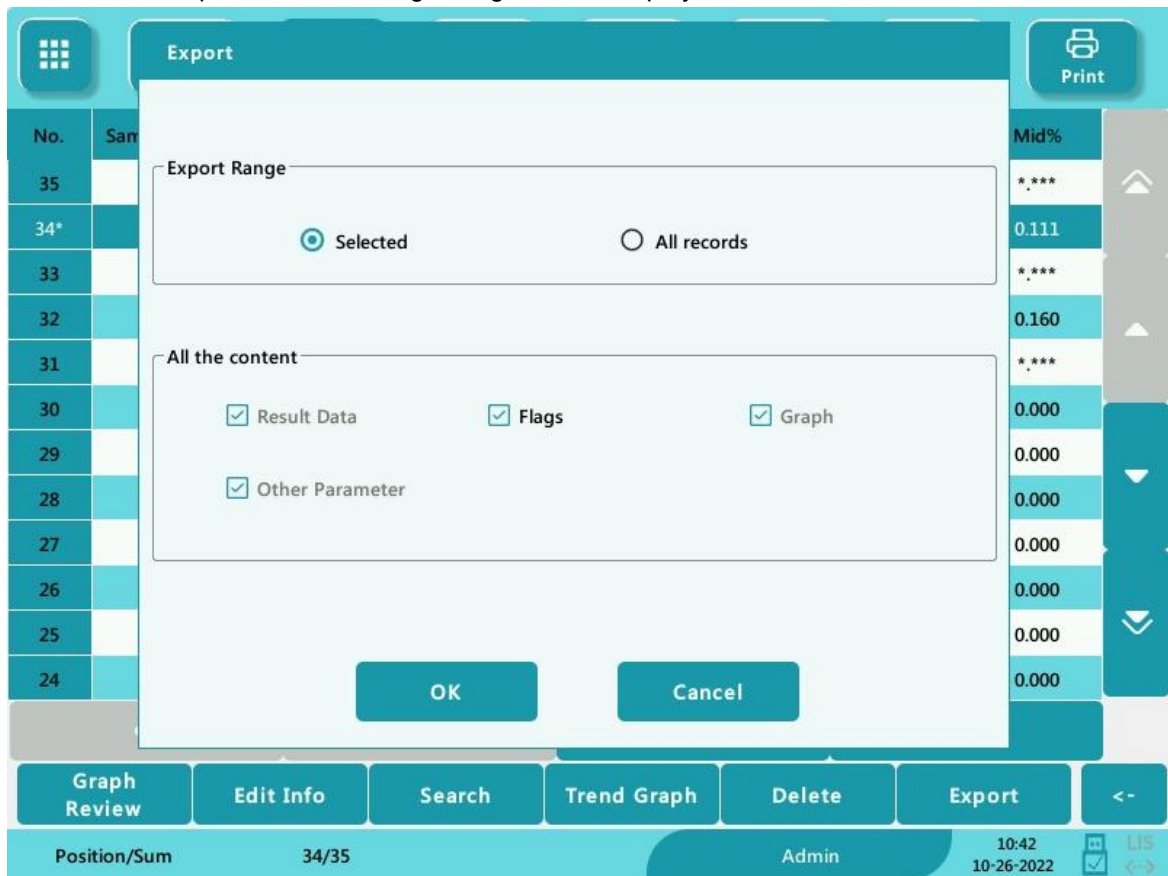 Export
Print
No.
Sam
Mid%
35
*.***
34*
0.111
33
*.***
32
0.160
31
*.***
30
0.000
29
0.000
28
0.000
27
0.000
26
0.000
25
0.000
24
0.000
Export Range
Selected
All records
All the content
Result Data
Flags
Graph
Other Parameter
OK
Cancel
Graph
Review
Edit Info
Search
Trend Graph
Delete
Export
<-
Position/Sum
34/35
Admin
10:42
10-26-2022
LIS